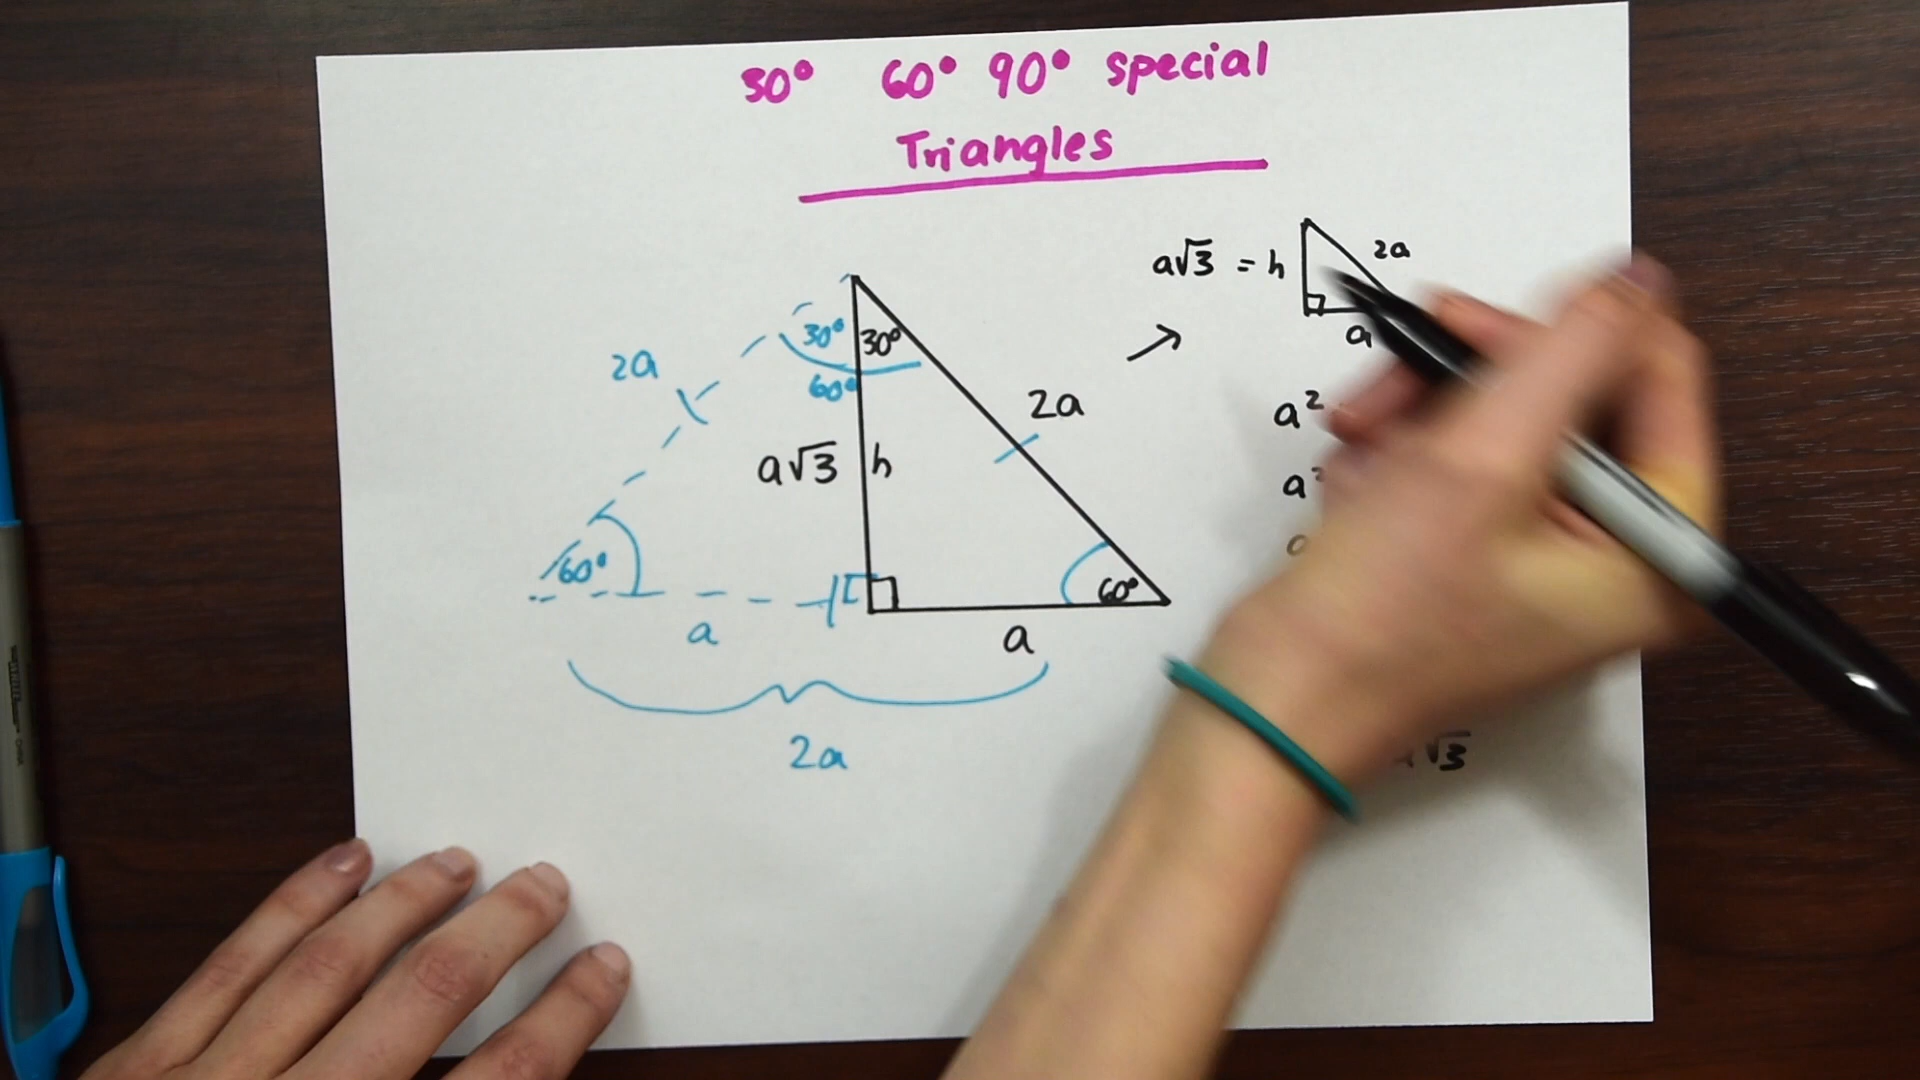 30° 60° 90° special
Triangles
a√3 = h
2a
a
30°
30°
60°
2a
2a
a√3
h
60°
60°
a
a
2a
a²
a²
√3